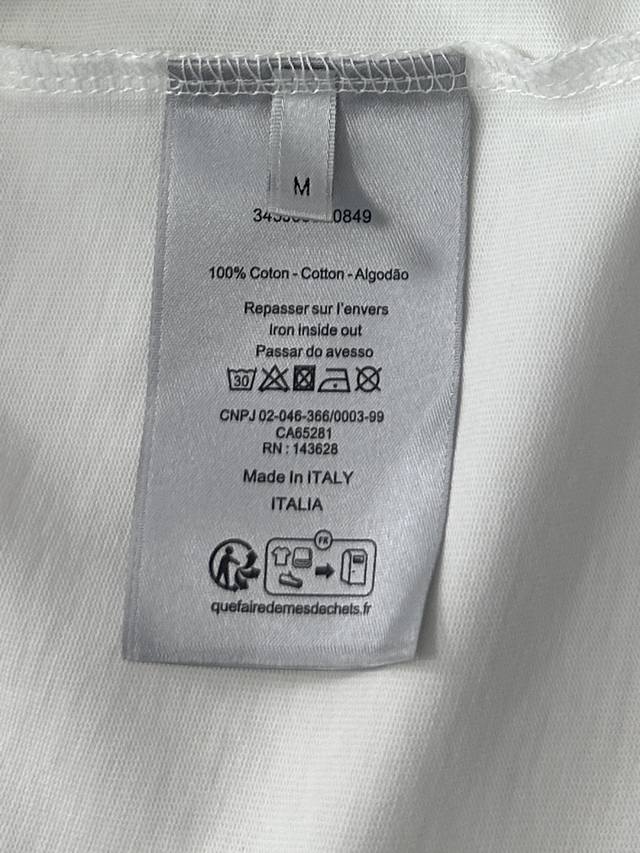 M
0849
100% Coton - Cotton - Algodão
Repasser sur l'envers
Iron inside out
Passar do avesso
30
CNPJ 02-046-366/0003-99
CA65281
RN : 143628
Made In ITALY
ITALIA
FR
quefairedemesdechets.fr